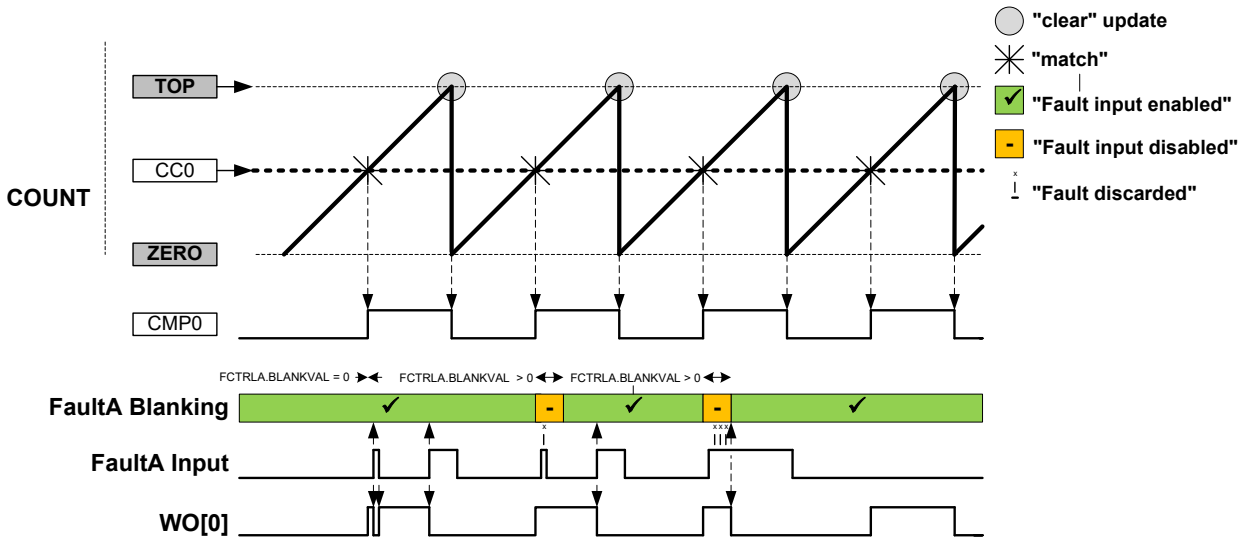 "clear" update
"match"
"Fault input enabled"
"Fault input disabled"
x
"Fault discarded"
TOP
CC0
COUNT
ZERO
CMP0
FCTRLA.BLANKVAL = 0 FCTRLA.BLANKVAL > 0 FCTRLA.BLANKVAL > 0
FaultA Blanking ✓ - ✓ - ✓
x xxx
FaultA Input
WO[0]